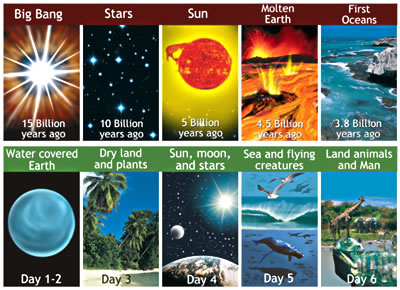 Big Bang
15 Billion
years ago
Stars
10 Billion
years ago
Sun
5 Billion
years ago
Molten
Earth
4.5 Billion
years ago
First
Oceans
3.8 Billion
years ago
Water covered
Earth
Day 1-2
Dry land
and plants
Day 3
Sun, moon,
and stars
Day 4
Sea and flying
creatures
Day 5
Land animals
and Man
Day 6